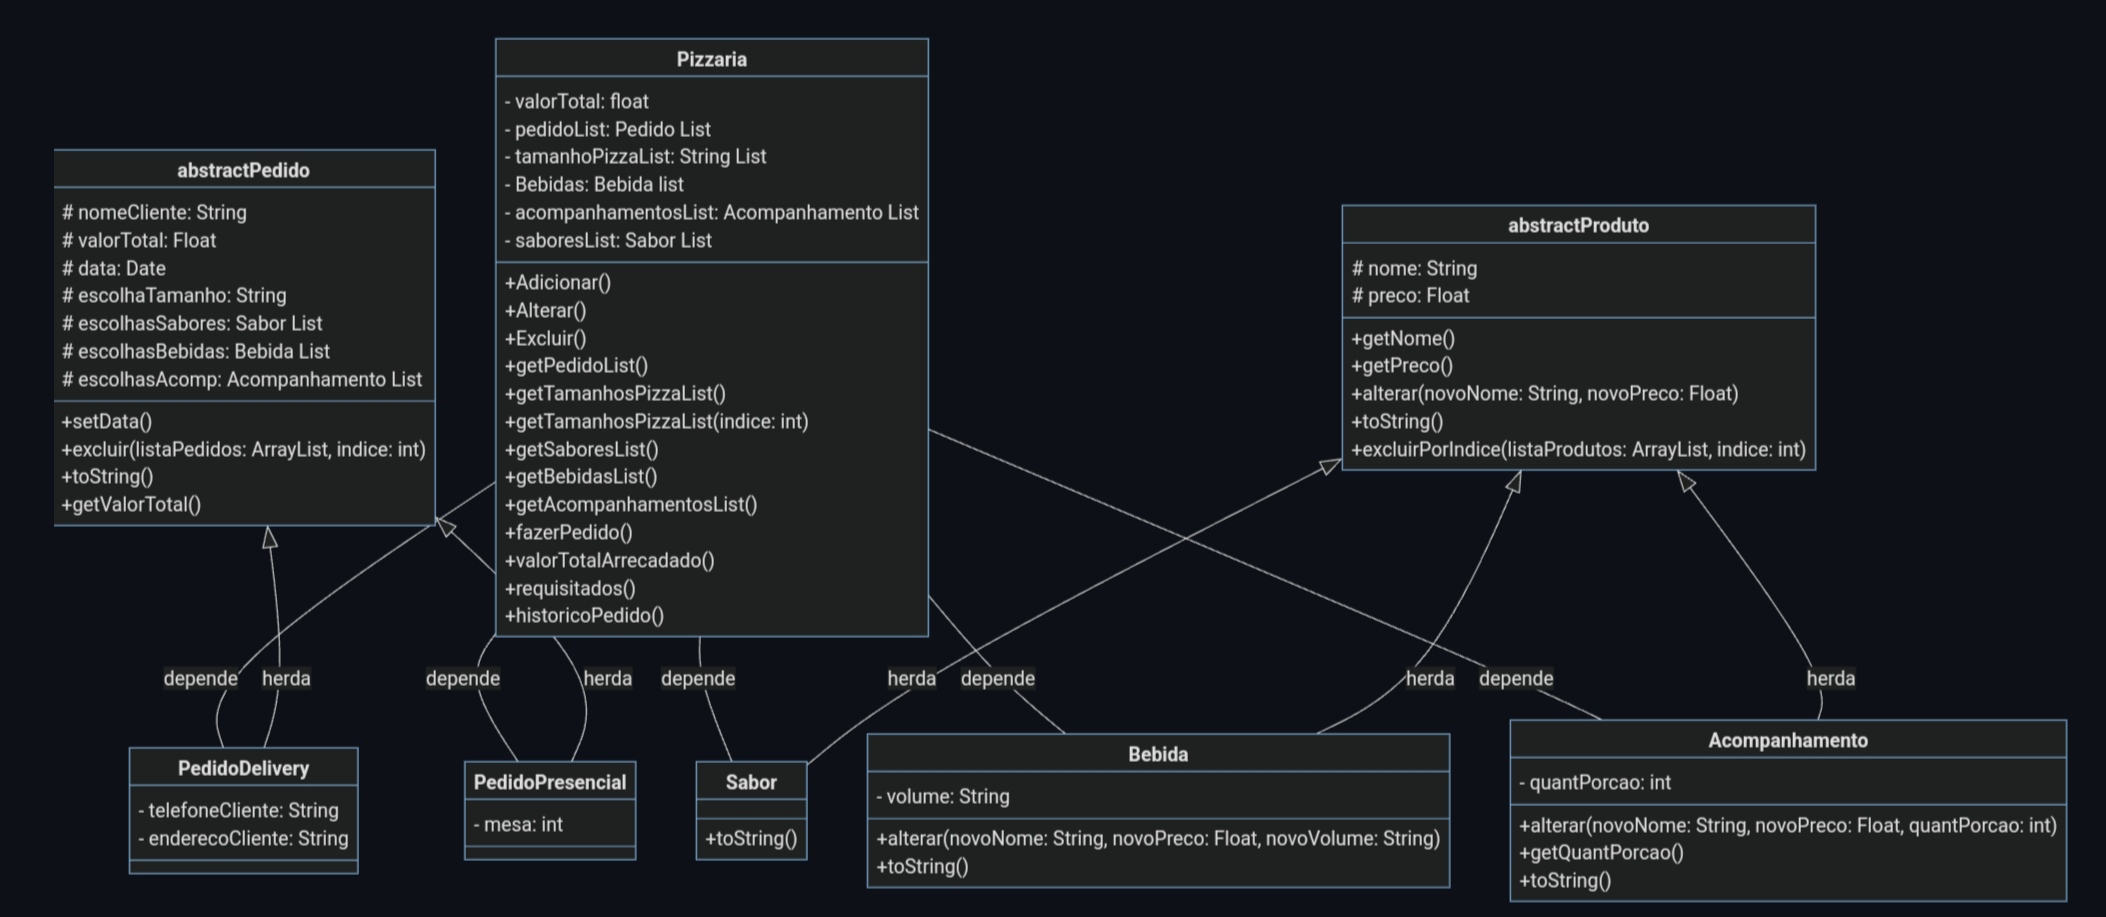 Pizzaria
- valorTotal: float
- pedidoList: Pedido List
- tamanhoPizzaList: String List
- Bebidas: Bebida list
- acompanhamentosList: Acompanhamento List
- saboresList: Sabor List
+Adicionar()
+Alterar()
+Excluir()
+getPedidoList()
+getTamanhosPizzaList()
+getTamanhosPizzaList(indice: int)
+getSaboresList()
+getBebidasList()
+getAcompanhamentosList()
+fazerPedido()
+valorTotalArrecadado()
+requisitados()
+historicoPedido()
abstractPedido
# nomeCliente: String
# valorTotal: Float
# data: Date
# escolhaTamanho: String
# escolhasSabores: Sabor List
# escolhasBebidas: Bebida List
# escolhasAcomp: Acompanhamento List
+setData()
+excluir(listaPedidos: ArrayList, indice: int)
+toString()
+getValorTotal()
abstractProduto
# nome: String
# preco: Float
+getNome()
+getPreco()
+alterar(novoNome: String, novoPreco: Float)
+toString()
+excluirPorIndice(listaProdutos: ArrayList, indice: int)
depende
herda
depende
herda
depende
herda
depende
herda
depende
herda
PedidoDelivery
- telefoneCliente: String
- enderecoCliente: String
PedidoPresencial
- mesa: int
Sabor
+toString()
Bebida
- volume: String
+alterar(novoNome: String, novoPreco: Float, novoVolume: String)
+toString()
Acompanhamento
- quantPorcao: int
+alterar(novoNome: String, novoPreco: Float, quantPorcao: int)
+getQuantPorcao()
+toString()